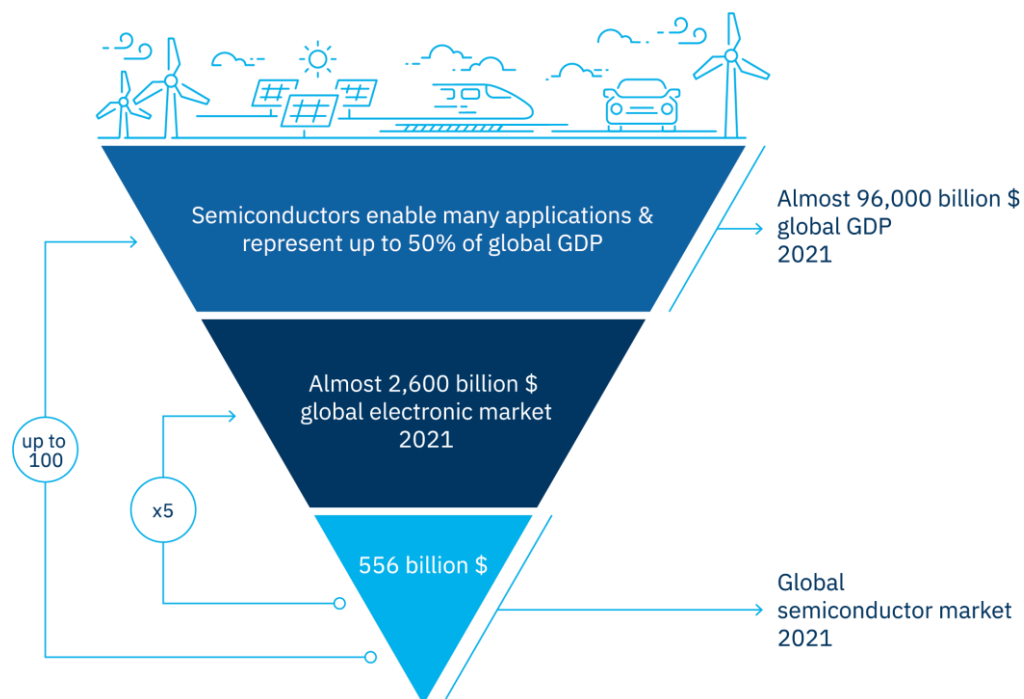 Semiconductors enable many applications &
represent up to 50% of global GDP
Almost 96,000 billion $
global GDP
2021
Almost 2,600 billion $
global electronic market
2021
up to
100
x5
556 billion $
Global
semiconductor market
2021